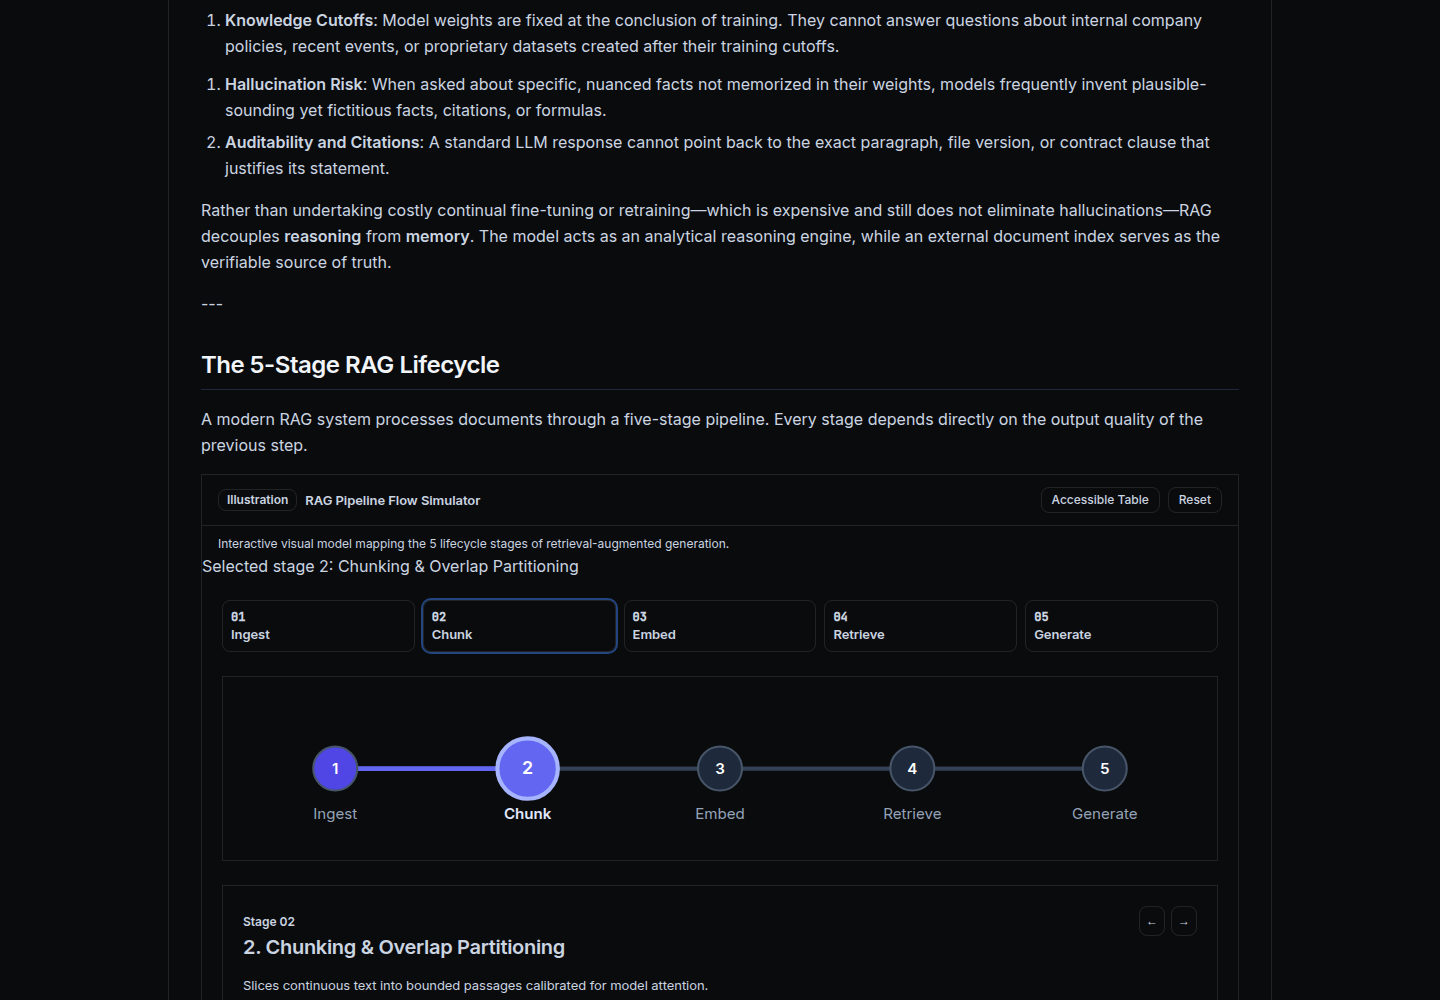 1. Knowledge Cutoffs: Model weights are fixed at the conclusion of training. They cannot answer questions about internal company
policies, recent events, or proprietary datasets created after their training cutoffs.
1. Hallucination Risk: When asked about specific, nuanced facts not memorized in their weights, models frequently invent plausible-
sounding yet fictitious facts, citations, or formulas.
2. Auditability and Citations: A standard LLM response cannot point back to the exact paragraph, file version, or contract clause that
justifies its statement.
Rather than undertaking costly continual fine-tuning or retraining—which is expensive and still does not eliminate hallucinations—RAG
decouples reasoning from memory. The model acts as an analytical reasoning engine, while an external document index serves as the
verifiable source of truth.
---
The 5-Stage RAG Lifecycle
A modern RAG system processes documents through a five-stage pipeline. Every stage depends directly on the output quality of the
previous step.
Illustration RAG Pipeline Flow Simulator Accessible Table Reset
Interactive visual model mapping the 5 lifecycle stages of retrieval-augmented generation.
Selected stage 2: Chunking & Overlap Partitioning
01 02 03 04 05
Ingest Chunk Embed Retrieve Generate
1 2 3 4 5
Ingest Chunk Embed Retrieve Generate
Stage 02 ← →
2. Chunking & Overlap Partitioning
Slices continuous text into bounded passages calibrated for model attention.